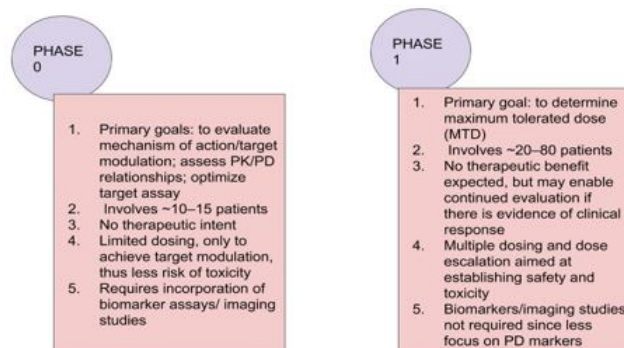 PHASE
0
1. Primary goals: to evaluate
mechanism of action/target
modulation; assess PK/PD
relationships; optimize
target assay
2. Involves ~10–15 patients
3. No therapeutic intent
4. Limited dosing, only to
achieve target modulation,
thus less risk of toxicity
5. Requires incorporation of
biomarker assays/ imaging
studies
PHASE
1
1. Primary goal: to determine
maximum tolerated dose
(MTD)
2. Involves ~20–80 patients
3. No therapeutic benefit
expected, but may enable
continued evaluation if
there is evidence of clinical
response
4. Multiple dosing and dose
escalation aimed at
establishing safety and
toxicity
5. Biomarkers/imaging studies
not required since less
focus on PD markers